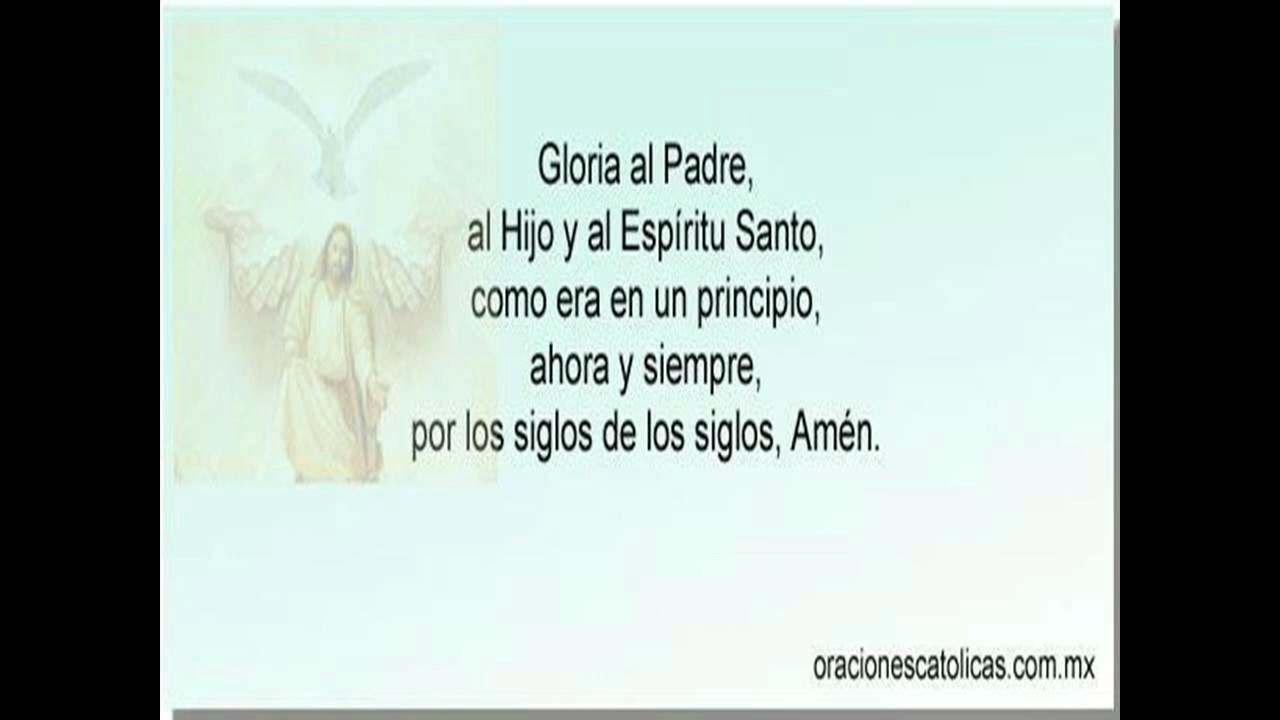 Gloria al Padre,
al Hijo y al Espíritu Santo,
como era en un principio,
ahora y siempre,
por los siglos de los siglos, Amén.
oracionescatolicas.com.mx